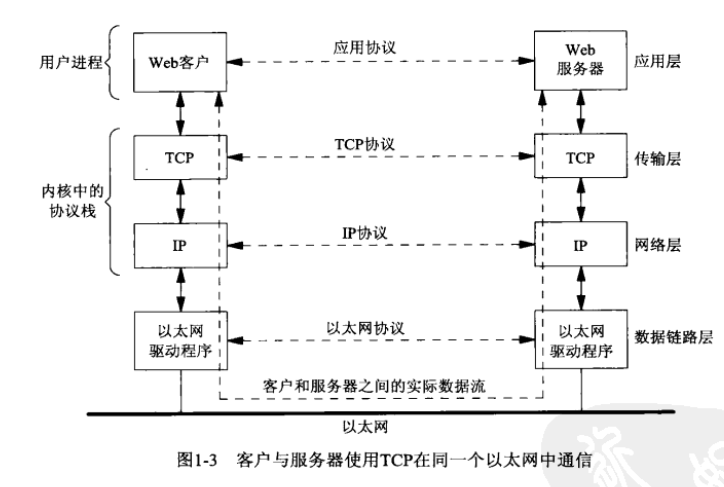 应用协议
用户进程
Web客户
Web
服务器
应用层
TCP协议
TCP
TCP
传输层
内核中的
协议栈
IP协议
IP
IP
网络层
以太网协议
以太网
驱动程序
以太网
驱动程序
数据链路层
客户和服务器之间的实际数据流
以太网
图1-3 客户与服务器使用TCP在同一个以太网中通信